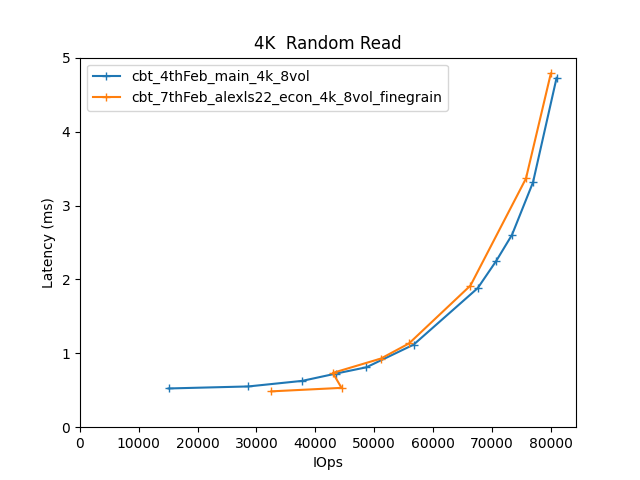 4K  Random Read
cbt_4thFeb_main_4k_8vol
cbt_7thFeb_alexls22_econ_4k_8vol_finegrain
Latency (ms)
5
4
3
2
1
0
0 10000 20000 30000 40000 50000 60000 70000 80000
IOps